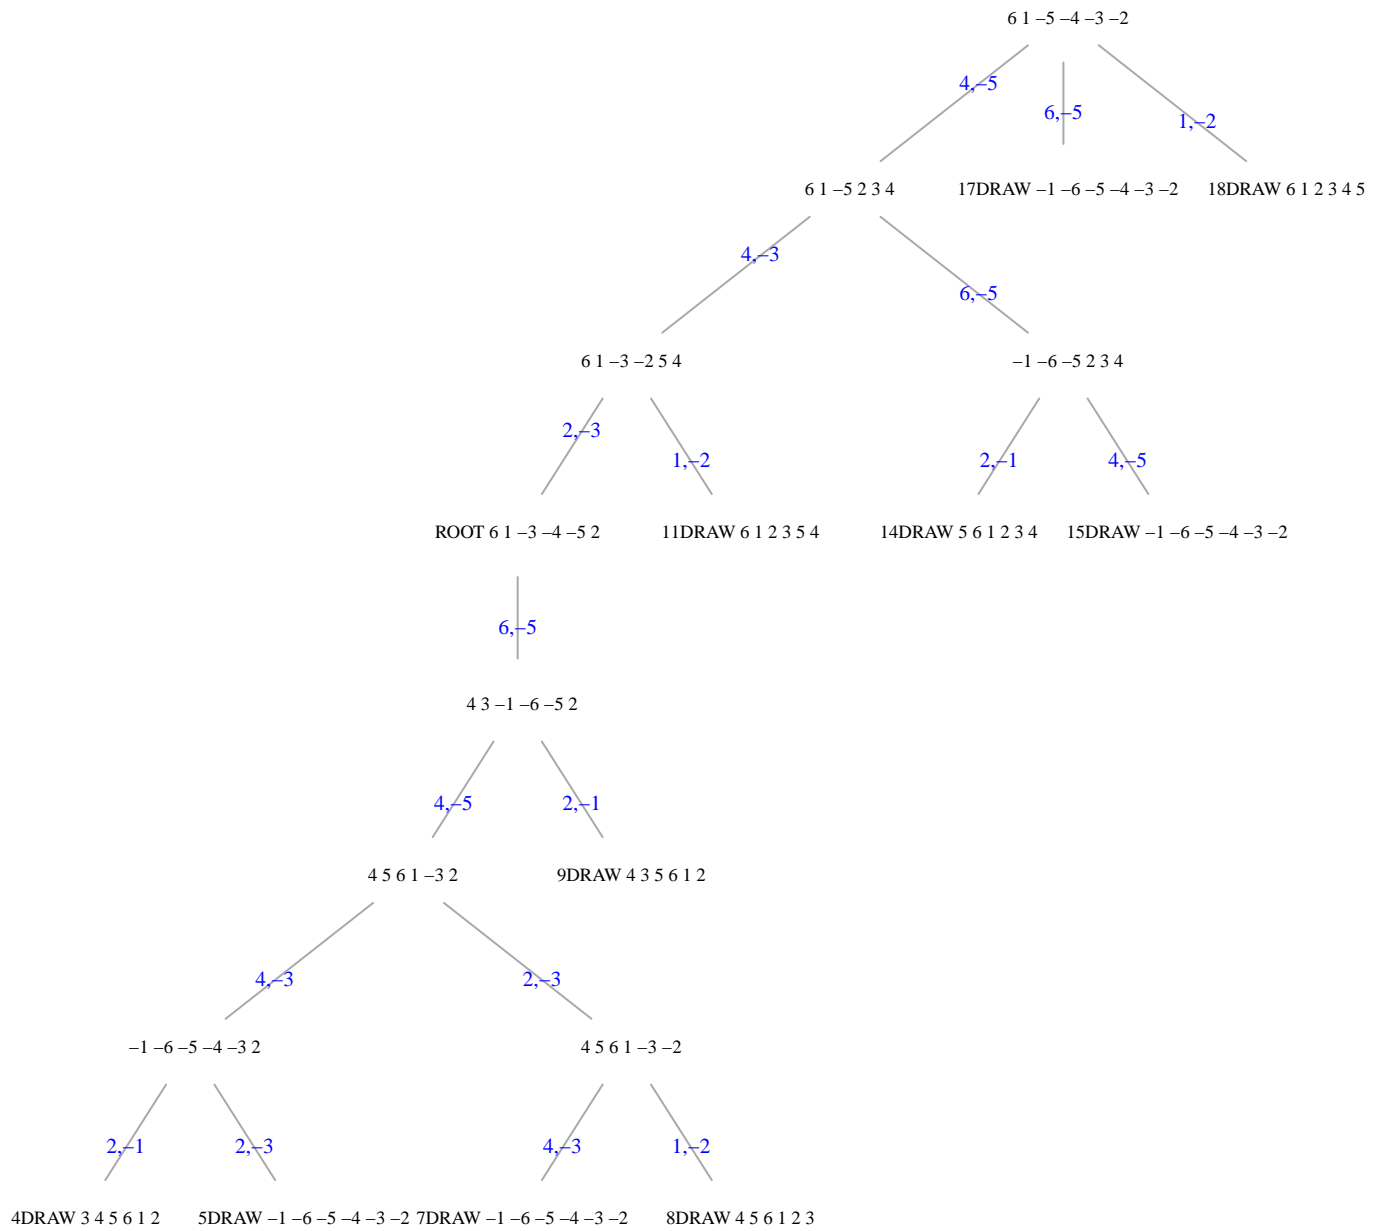 6 1 –5 –4 –3 –2
4,–5
6,–5
1,–2
6 1 –5 2 3 4
17DRAW –1 –6 –5 –4 –3 –2
18DRAW 6 1 2 3 4 5
4,–3
6,–5
6 1 –3 –2 5 4
–1 –6 –5 2 3 4
2,–3
1,–2
2,–1
4,–5
ROOT 6 1 –3 –4 –5 2
11DRAW 6 1 2 3 5 4
14DRAW 5 6 1 2 3 4
15DRAW –1 –6 –5 –4 –3 –2
6,–5
4 3 –1 –6 –5 2
4,–5
2,–1
4 5 6 1 –3 2
9DRAW 4 3 5 6 1 2
4,–3
2,–3
–1 –6 –5 –4 –3 2
4 5 6 1 –3 –2
2,–1
2,–3
4,–3
1,–2
4DRAW 3 4 5 6 1 2
5DRAW –1 –6 –5 –4 –3 –2
7DRAW –1 –6 –5 –4 –3 –2
8DRAW 4 5 6 1 2 3